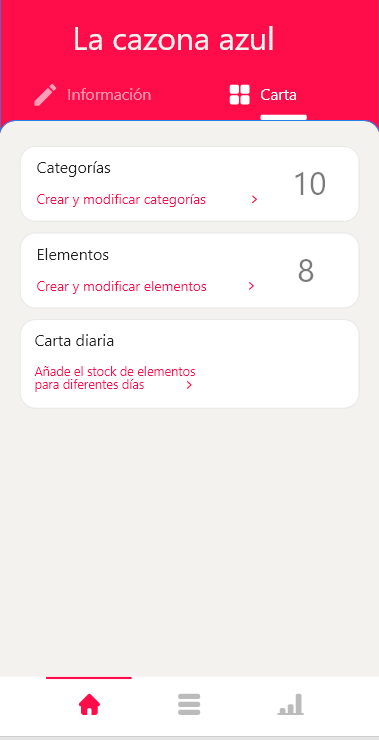 La cazona azul
Información
Carta
Categorías
10
Crear y modificar categorías
Elementos
8
Crear y modificar elementos
Carta diaria
Añade el stock de elementos
para diferentes días